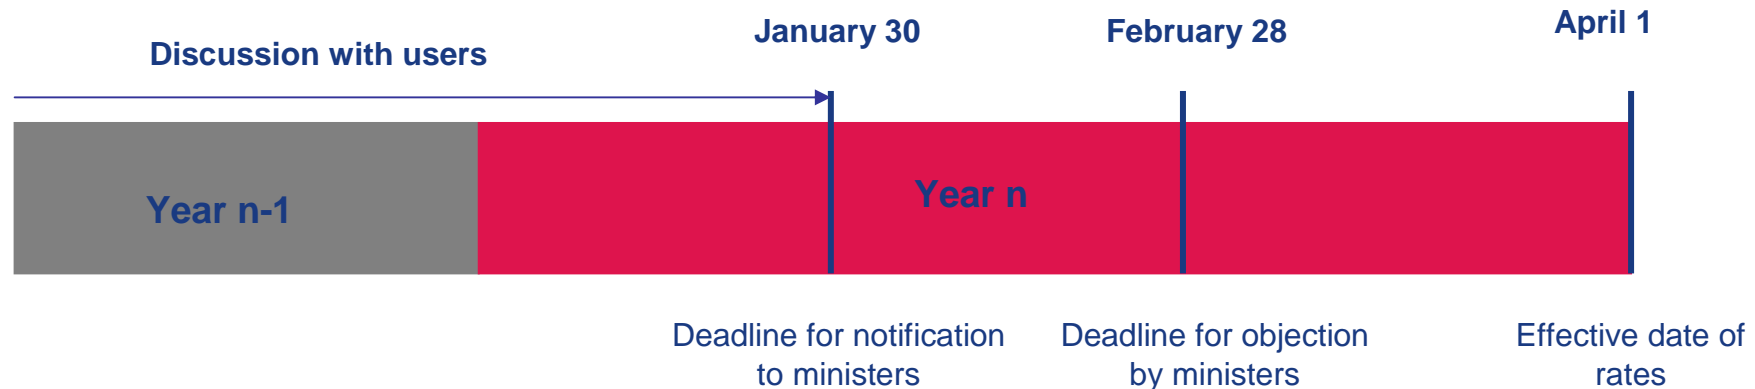 Discussion with users
January 30
February 28
April 1
Year n-1
Year n
Deadline for notification
to ministers
Deadline for objection
by ministers
Effective date of
rates